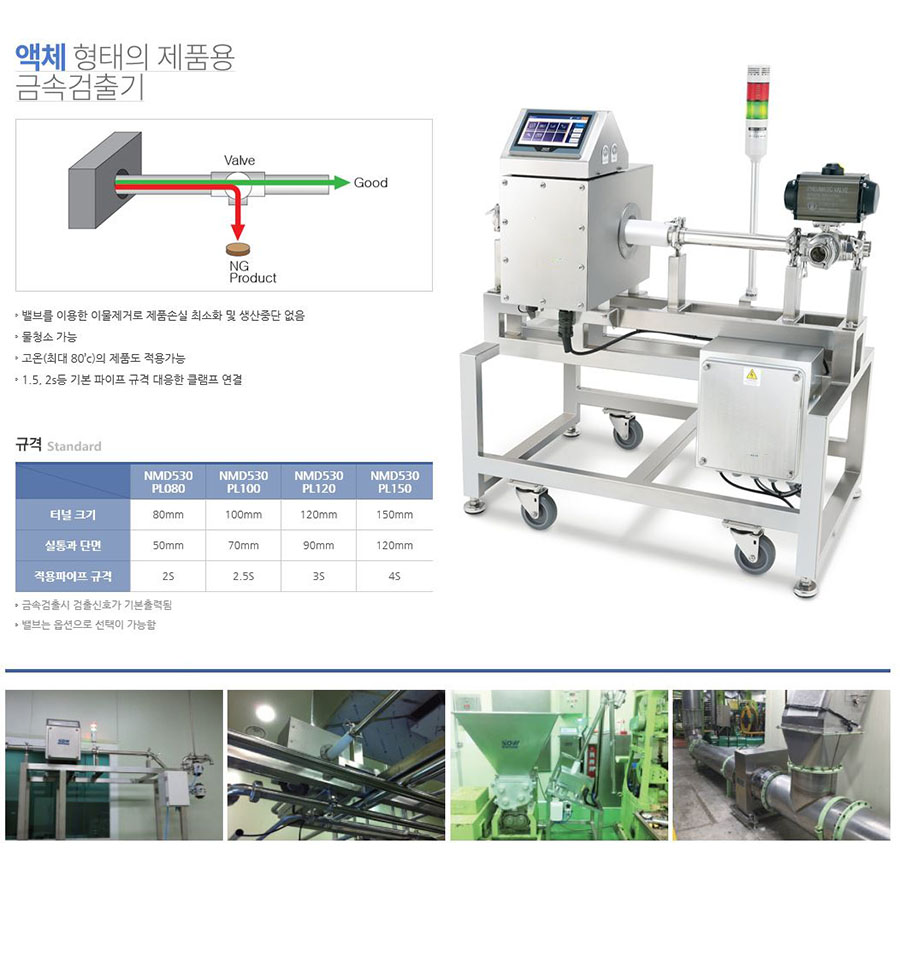 액체 형태의 제품용
금속검출기
Valve
Good
NG
Product
밸브를 이용한 이물제거로 제품손실 최소화 및 생산중단 없음
물청소 가능
고온(최대 80℃)의 제품도 적용가능
1.5, 2s등 기본 파이프 규격 대응한 클램프 연결
규격 Standard
NMD530 PL080 NMD530 PL100 NMD530 PL120 NMD530 PL150
터널 크기 80mm 100mm 120mm 150mm
실통과 단면 50mm 70mm 90mm 120mm
적용파이프 규격 2S 2.5S 3S 4S
금속검출시 검출신호가 기본출력됨
밸브는 옵션으로 선택이 가능함